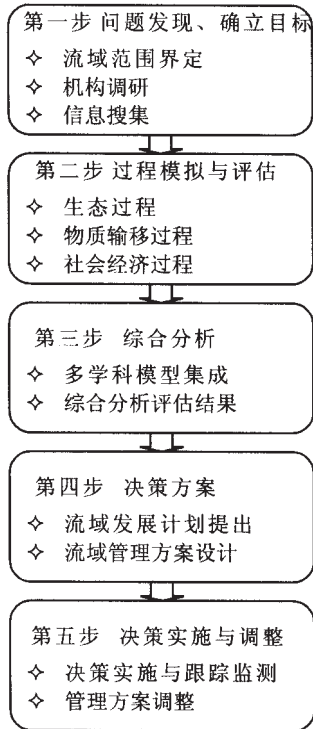 第一步 问题发现、确立目标
✧ 流域范围界定
✧ 机构调研
✧ 信息搜集
第二步 过程模拟与评估
✧ 生态过程
✧ 物质输移过程
✧ 社会经济过程
第三步 综合分析
✧ 多学科模型集成
✧ 综合分析评估结果
第四步 决策方案
✧ 流域发展计划提出
✧ 流域管理方案设计
第五步 决策实施与调整
✧ 决策实施与跟踪监测
✧ 管理方案调整